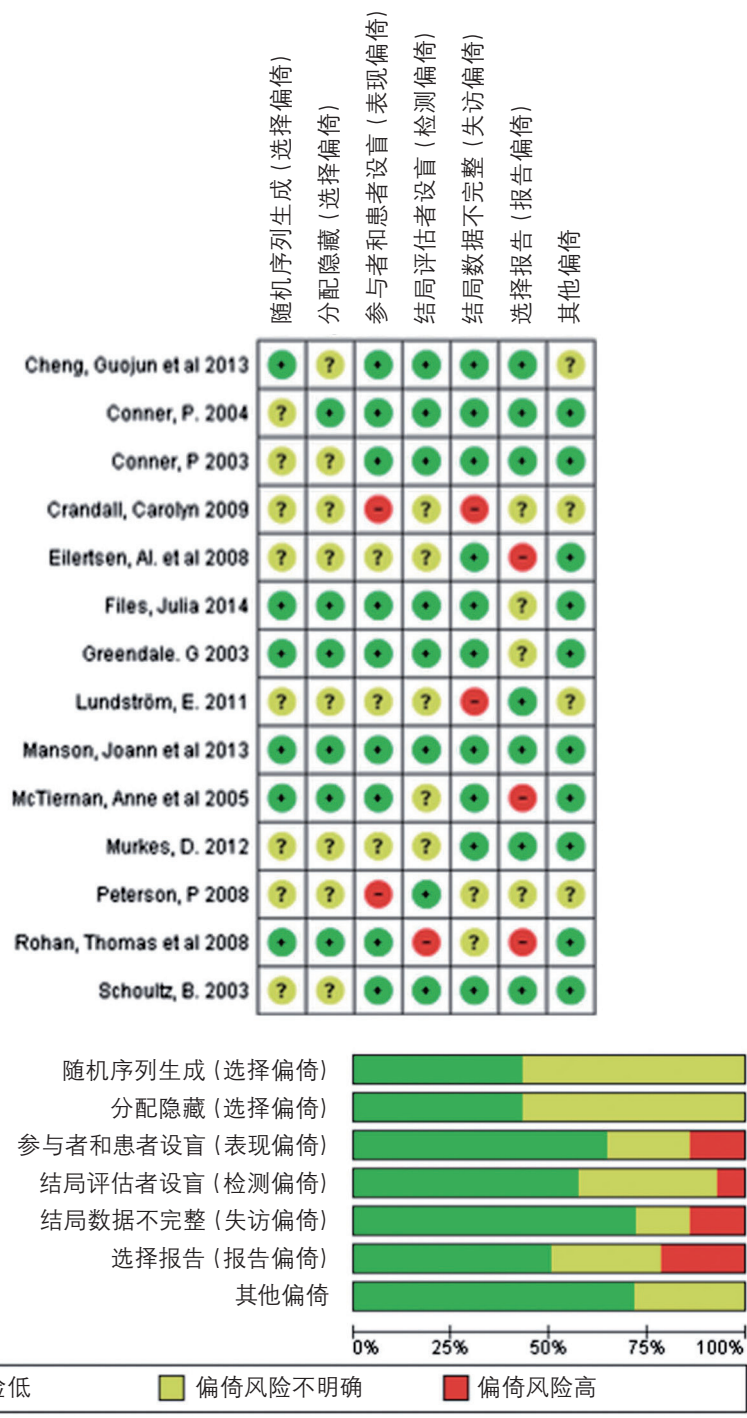 随机序列生成（选择偏倚）
分配隐藏（选择偏倚）
参与者和患者设盲（表现偏倚）
结局评估者设盲（检测偏倚）
结局数据不完整（失访偏倚）
选择报告（报告偏倚）
其他偏倚
Cheng, Guojun et al 2013 + ? + + + + ?
Conner, P. 2004 ? + + + + + +
Conner, P 2003 ? ? + + + + +
Crandall, Carolyn 2009 ? ? - ? - ? ?
Eilertsen, Al. et al 2008 ? ? ? ? + - +
Files, Julia 2014 + + + + + ? +
Greendale. G 2003 + + + + + ? +
Lundström, E. 2011 ? ? ? ? - + ?
Manson, Joann et al 2013 + + + + + + +
McTiernan, Anne et al 2005 + + + ? + - +
Murkes, D. 2012 ? ? ? ? + + +
Peterson, P 2008 ? ? - + ? ? ?
Rohan, Thomas et al 2008 + + + - ? - +
Schoultz, B. 2003 ? ? + + + + +
随机序列生成（选择偏倚）
分配隐藏（选择偏倚）
参与者和患者设盲（表现偏倚）
结局评估者设盲（检测偏倚）
结局数据不完整（失访偏倚）
选择报告（报告偏倚）
其他偏倚
0% 25% 50% 75% 100%
险低 偏倚风险不明确 偏倚风险高